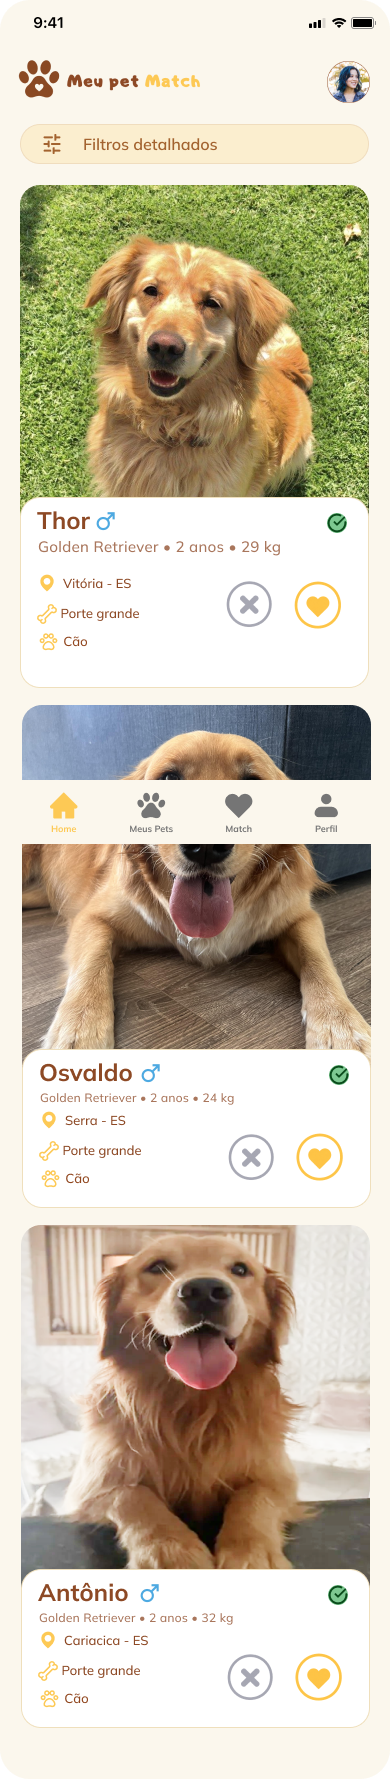 9:41
Meu pet Match
Filtros detalhados
Thor
Golden Retriever • 2 anos • 29 kg
Vitória - ES
Porte grande
Cão
Home Meus Pets Match Perfil
Osvaldo
Golden Retriever • 2 anos • 24 kg
Serra - ES
Porte grande
Cão
Antônio
Golden Retriever • 2 anos • 32 kg
Cariacica - ES
Porte grande
Cão